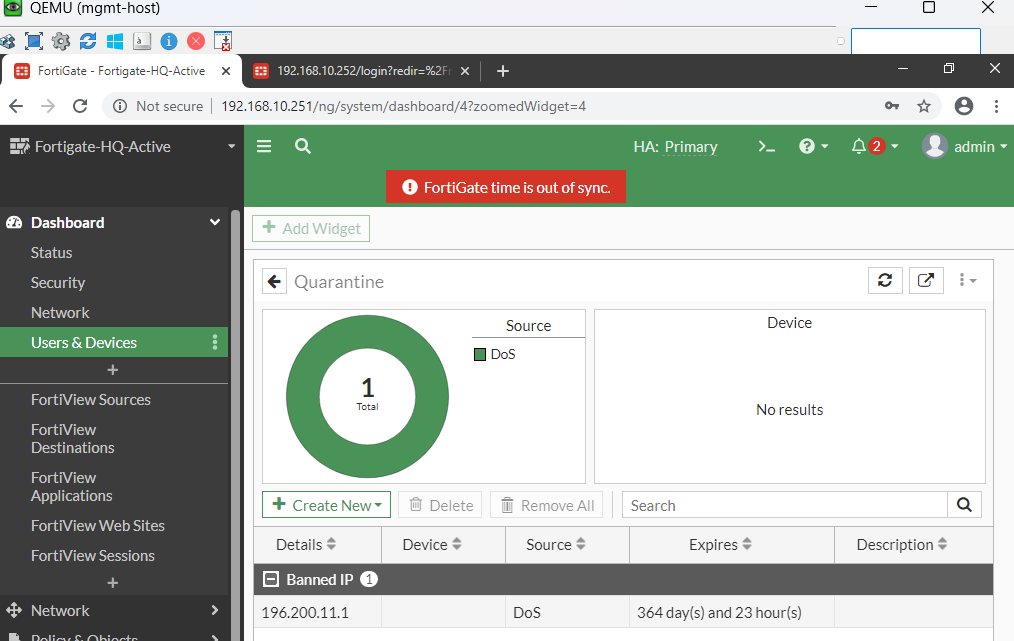 QEMU (mgmt-host)
FortiGate - Fortigate-HQ-Active
192.168.10.252/login?redir=%2F
Not secure
192.168.10.251/ng/system/dashboard/4?zoomedWidget=4
Fortigate-HQ-Active
HA: Primary
2
admin
FortiGate time is out of sync.
Dashboard
Status
Security
Network
Users & Devices
FortiView Sources
FortiView
Destinations
FortiView
Applications
FortiView Web Sites
FortiView Sessions
Network
Policy & Objects
Add Widget
Quarantine
1
Total
Source
DoS
Device
No results
Create New
Delete
Remove All
Search
Details
Device
Source
Expires
Description
Banned IP 1
196.200.11.1
DoS
364 day(s) and 23 hour(s)